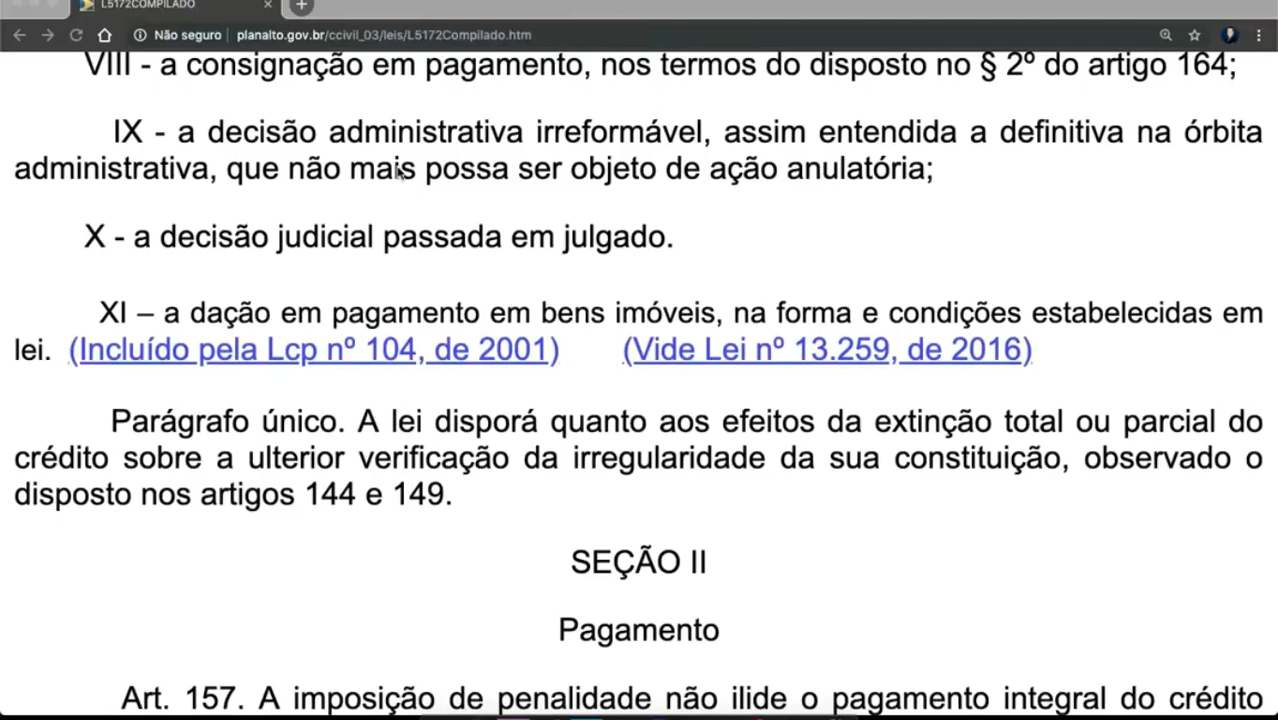 L5172COMPILADO
Não seguro
planalto.gov.br/ccivil_03/leis/L5172Compilado.htm
VIII - a consignação em pagamento, nos termos do disposto no § 2º do artigo 164;
IX - a decisão administrativa irreformável, assim entendida a definitiva na órbita
administrativa, que não mais possa ser objeto de ação anulatória;
X - a decisão judicial passada em julgado.
XI – a dação em pagamento em bens imóveis, na forma e condições estabelecidas em
lei. (Incluído pela Lcp nº 104, de 2001) (Vide Lei nº 13.259, de 2016)
Parágrafo único. A lei disporá quanto aos efeitos da extinção total ou parcial do
crédito sobre a ulterior verificação da irregularidade da sua constituição, observado o
disposto nos artigos 144 e 149.
SEÇÃO II
Pagamento
Art. 157. A imposição de penalidade não ilide o pagamento integral do crédito